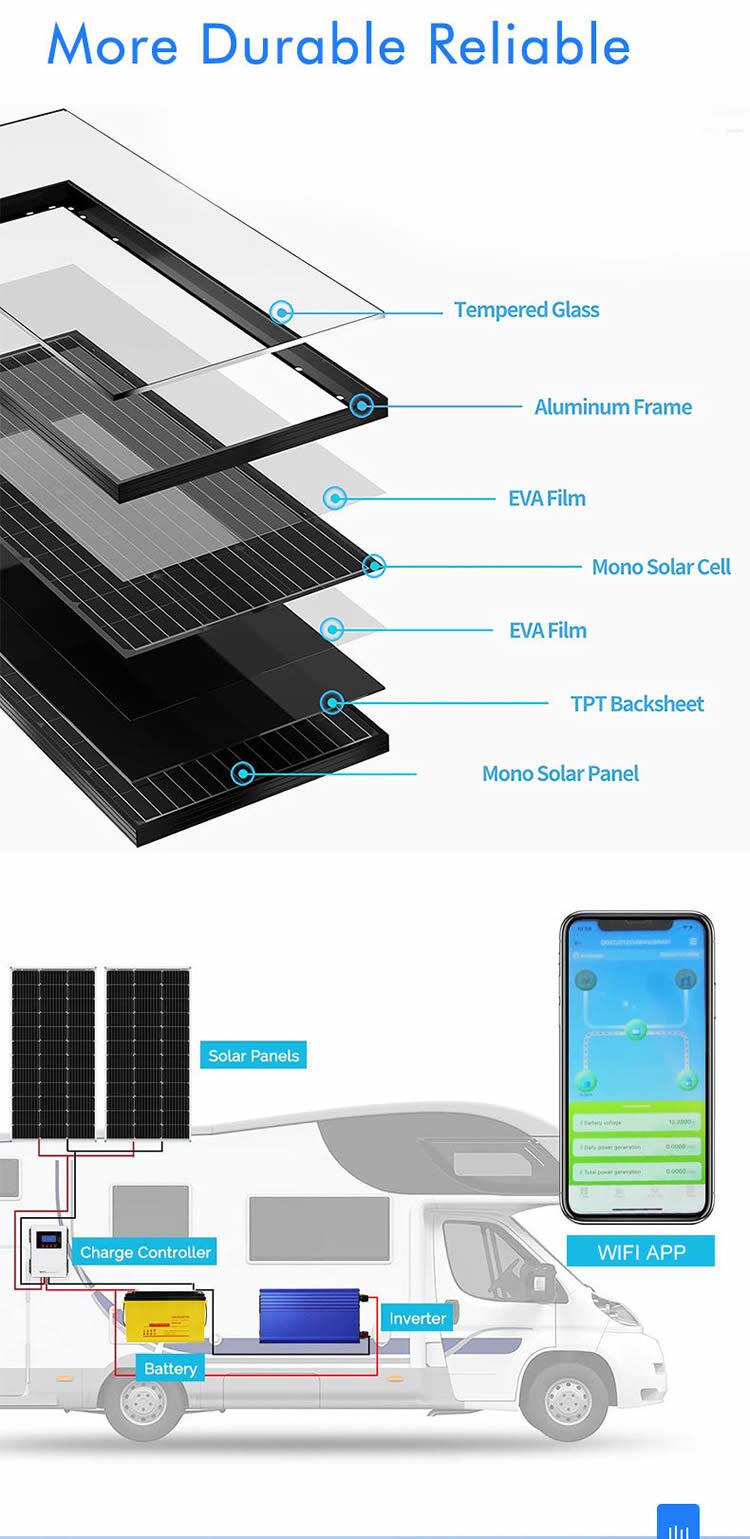 More Durable Reliable
Tempered Glass
Aluminum Frame
EVA Film
Mono Solar Cell
EVA Film
TPT Backsheet
Mono Solar Panel
Solar Panels
Battery voltage
Daily power generation 0.0000
Total power generation 0.0000
Charge Controller
WIFI APP
Inverter
Battery